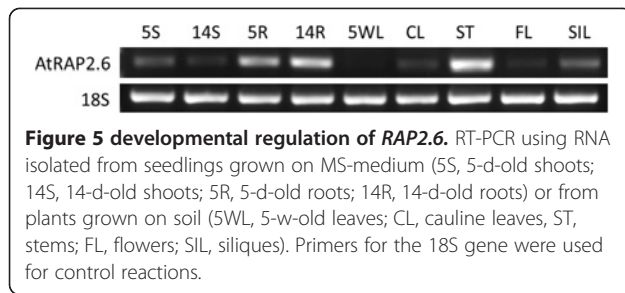 5S 14S 5R 14R 5WL CL ST FL SIL
AtRAP2.6
18S
Figure 5 developmental regulation of RAP2.6. RT-PCR using RNA
isolated from seedlings grown on MS-medium (5S, 5-d-old shoots;
14S, 14-d-old shoots; 5R, 5-d-old roots; 14R, 14-d-old roots) or from
plants grown on soil (5WL, 5-w-old leaves; CL, cauline leaves, ST,
stems; FL, flowers; SIL, siliques). Primers for the 18S gene were used
for control reactions.